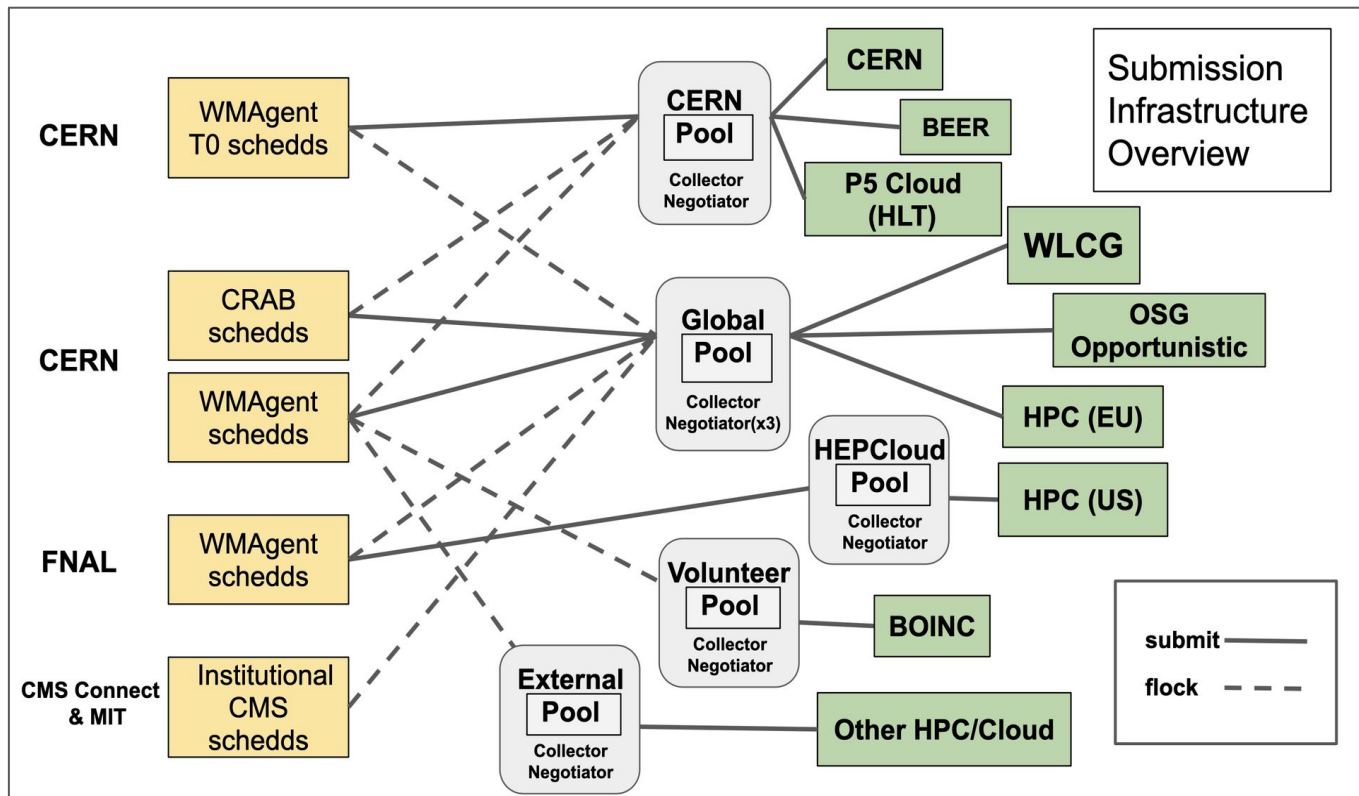 Submission
Infrastructure
Overview
CERN
WMAgent
T0 schedds
CERN
Pool
Collector
Negotiator
CERN
BEER
P5 Cloud
(HLT)
CERN
CRAB
schedds
WMAgent
schedds
Global
Pool
Collector
Negotiator(x3)
WLCG
OSG
Opportunistic
HPC (EU)
FNAL
WMAgent
schedds
HEPCloud
Pool
Collector
Negotiator
HPC (US)
Volunteer
Pool
Collector
Negotiator
BOINC
CMS Connect
& MIT
Institutional
CMS
schedds
External
Pool
Collector
Negotiator
Other HPC/Cloud
submit
flock